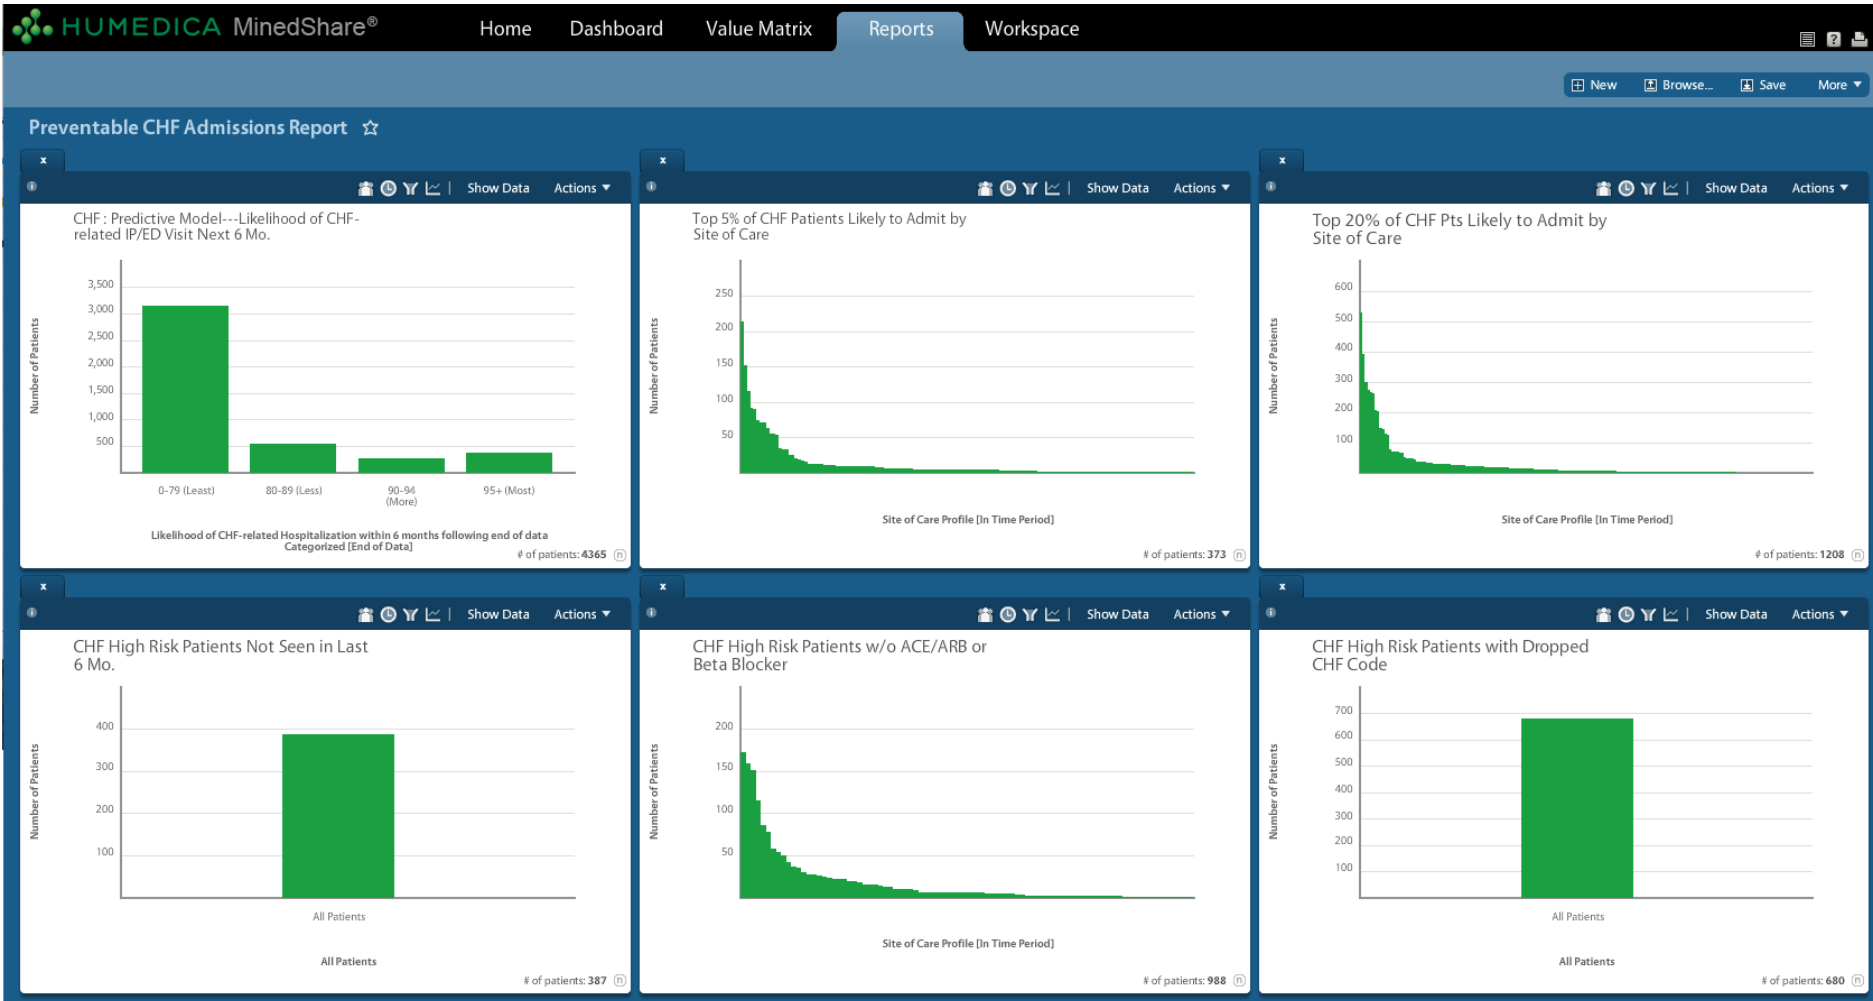 HUMEDICA MinedShare®
Home Dashboard Value Matrix Reports Workspace
New Browse... Save More
Preventable CHF Admissions Report
x
Show Data Actions
CHF : Predictive Model---Likelihood of CHF-
related IP/ED Visit Next 6 Mo.
Number of Patients
3,500
3,000
2,500
2,000
1,500
1,000
500
0-79 (Least) 80-89 (Less) 90-94 95+ (Most)
(More)
Likelihood of CHF-related Hospitalization within 6 months following end of data
Categorized [End of Data]
# of patients: 4365 n
x
Show Data Actions
Top 5% of CHF Patients Likely to Admit by
Site of Care
Number of Patients
250
200
150
100
50
Site of Care Profile [In Time Period]
# of patients: 373 n
x
Show Data Actions
Top 20% of CHF Pts Likely to Admit by
Site of Care
Number of Patients
600
500
400
300
200
100
Site of Care Profile [In Time Period]
# of patients: 1208 n
x
Show Data Actions
CHF High Risk Patients Not Seen in Last
6 Mo.
Number of Patients
400
300
200
100
All Patients
All Patients
# of patients: 387 n
x
Show Data Actions
CHF High Risk Patients w/o ACE/ARB or
Beta Blocker
Number of Patients
200
150
100
50
Site of Care Profile [In Time Period]
# of patients: 988 n
x
Show Data Actions
CHF High Risk Patients with Dropped
CHF Code
Number of Patients
700
600
500
400
300
200
100
All Patients
All Patients
# of patients: 680 n